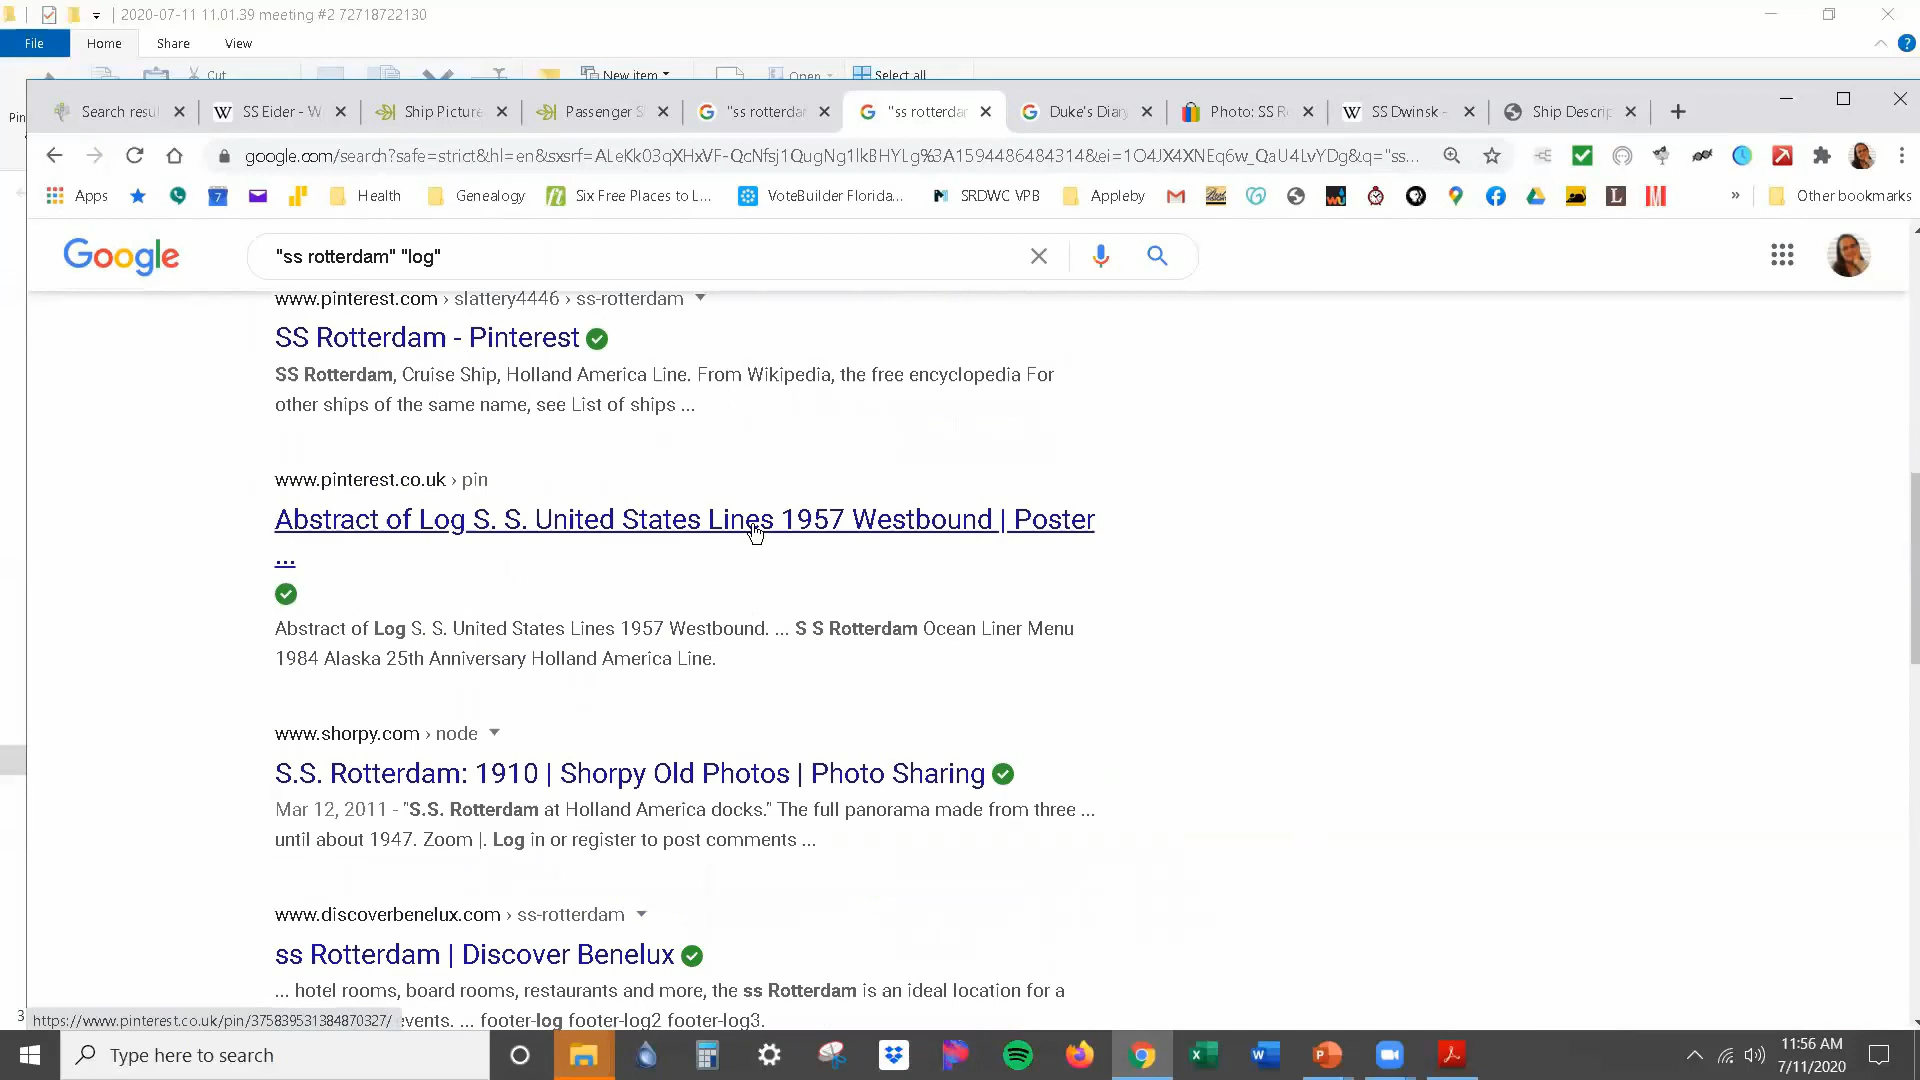 2020-07-11 11.01.39 meeting #2 72718722130
File Home Share View
Cut New item Open Select all
Search resu SS Eider - W Ship Picture Passenger S "ss rotterdar "ss rotterdar Duke's Diary Photo: SS R SS Dwinsk - Ship Descrip
google.com/search?safe=strict&hl=en&sxsrf=ALeKk03qXHxVF-QcNfsj1QugNg1lkBHYLg%3A1594486484314&ei=1O4JX4XNEq6w_QaU4LvYDg&q="ss...
Apps 7 Health Genealogy Six Free Places to L... VoteBuilder Florida... SRDWC VPB Appleby » Other bookmarks
Google "ss rotterdam" "log"
www.pinterest.com › slattery4446 › ss-rotterdam
SS Rotterdam - Pinterest
SS Rotterdam, Cruise Ship, Holland America Line. From Wikipedia, the free encyclopedia For
other ships of the same name, see List of ships ...
www.pinterest.co.uk › pin
Abstract of Log S. S. United States Lines 1957 Westbound | Poster
...
Abstract of Log S. S. United States Lines 1957 Westbound. ... S S Rotterdam Ocean Liner Menu
1984 Alaska 25th Anniversary Holland America Line.
www.shorpy.com › node
S.S. Rotterdam: 1910 | Shorpy Old Photos | Photo Sharing
Mar 12, 2011 - "S.S. Rotterdam at Holland America docks." The full panorama made from three ...
until about 1947. Zoom |. Log in or register to post comments ...
www.discoverbenelux.com › ss-rotterdam
ss Rotterdam | Discover Benelux
... hotel rooms, board rooms, restaurants and more, the ss Rotterdam is an ideal location for a
https://www.pinterest.co.uk/pin/375839531384870327/ events. ... footer-log footer-log2 footer-log3.
Type here to search
11:56 AM
7/11/2020